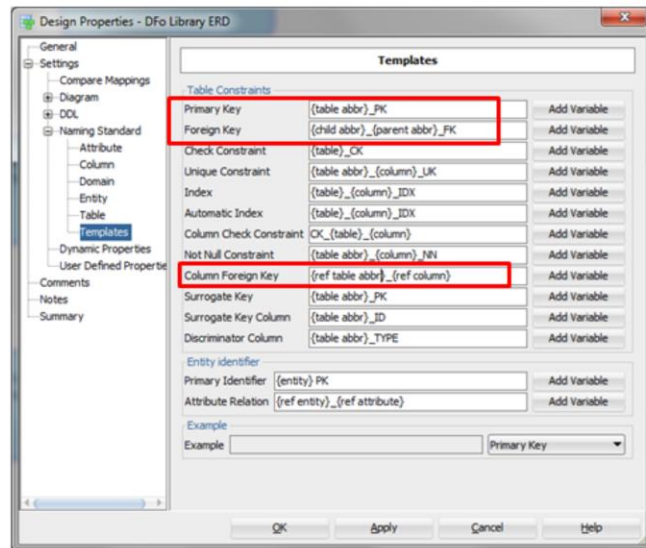 Design Properties - DFo Library ERD
General
Settings
Compare Mappings
Diagram
DDL
Naming Standard
Attribute
Column
Domain
Entity
Table
Templates
Dynamic Properties
User Defined Propertie
Comments
Notes
Summary
Templates
Table Constraints
Primary Key {table abbr}_PK Add Variable
Foreign Key {child abbr}_{parent abbr}_FK Add Variable
Check Constraint {table}_CK Add Variable
Unique Constraint {table abbr}_{column}_UK Add Variable
Index {table}_{column}_IDX Add Variable
Automatic Index {table}_{column}_IDX Add Variable
Column Check Constraint CK_{table}_{column} Add Variable
Not Null Constraint {table abbr}_{column}_NN Add Variable
Column Foreign Key {ref table abbr}_{ref column} Add Variable
Surrogate Key {table abbr}_PK Add Variable
Surrogate Key Column {table abbr}_ID Add Variable
Discriminator Column {table abbr}_TYPE Add Variable
Entity identifier
Primary Identifier {entity} PK Add Variable
Attribute Relation {ref entity}_{ref attribute} Add Variable
Example
Example Primary Key
OK Apply Cancel Help